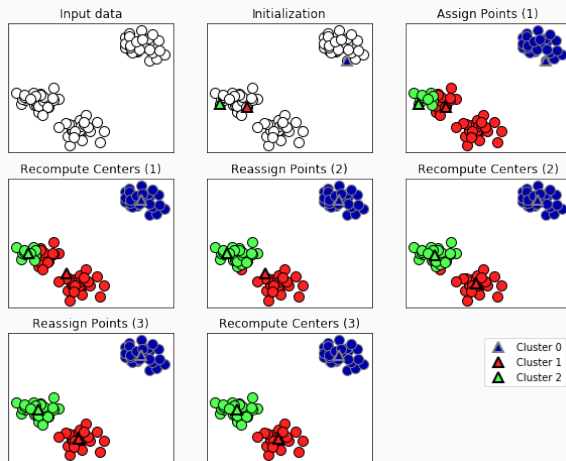 Input data
Initialization
Assign Points (1)
Recompute Centers (1)
Reassign Points (2)
Recompute Centers (2)
Reassign Points (3)
Recompute Centers (3)
Cluster 0
Cluster 1
Cluster 2